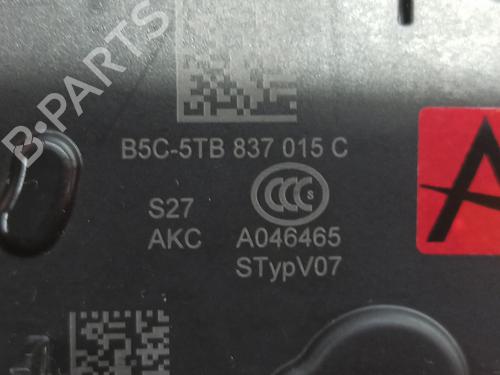 B5C-5TB 837 015 C
S27
AKC A046465
STypV07
B-PARTS